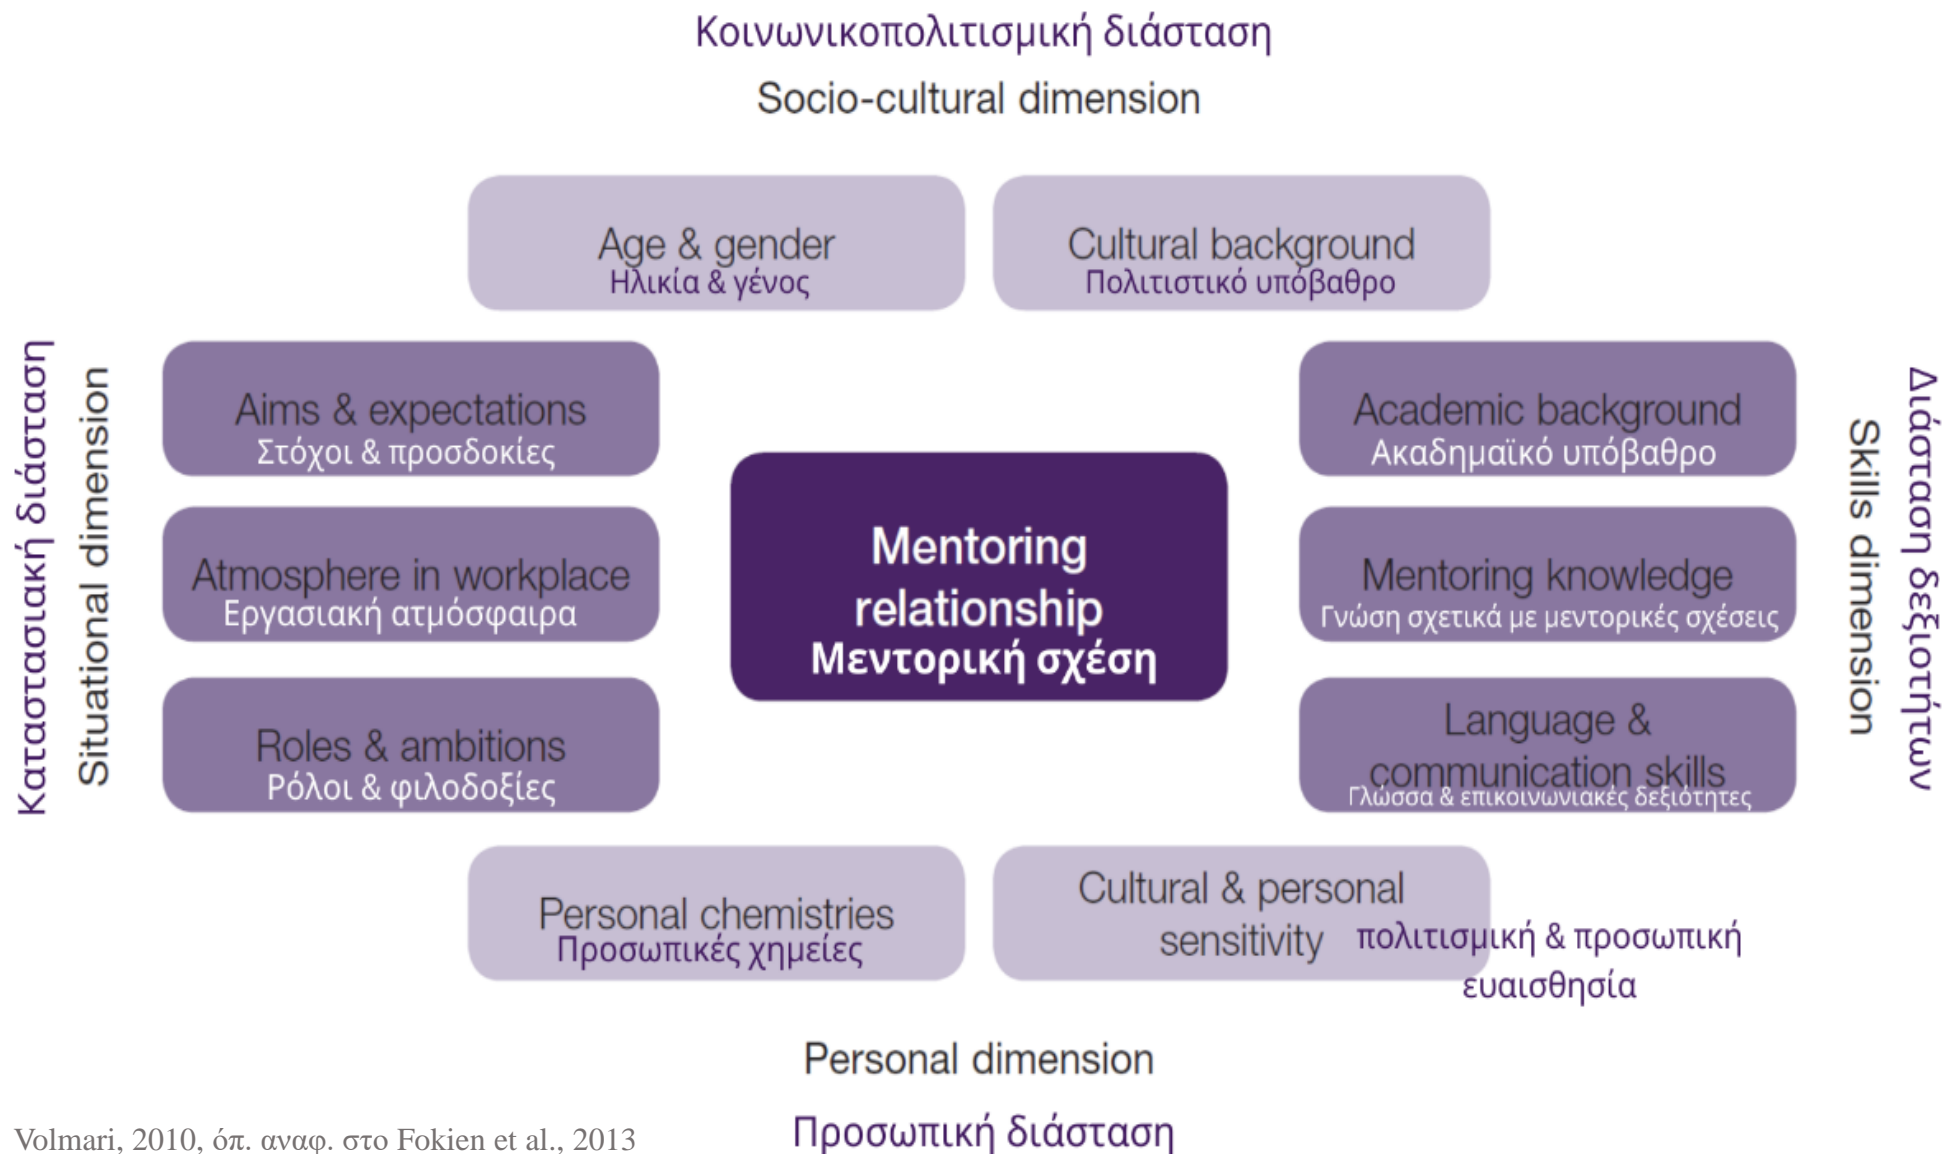 Κοινωνικοπολιτισμική διάσταση
Socio-cultural dimension
Age & gender
Ηλικία & γένος
Cultural background
Πολιτιστικό υπόβαθρο
Καταστασιακή διάσταση
Situational dimension
Aims & expectations
Στόχοι & προσδοκίες
Atmosphere in workplace
Εργασιακή ατμόσφαιρα
Roles & ambitions
Ρόλοι & φιλοδοξίες
Mentoring
relationship
Μεντορική σχέση
Academic background
Ακαδημαϊκό υπόβαθρο
Mentoring knowledge
Γνώση σχετικά με μεντορικές σχέσεις
Language &
communication skills
Γλώσσα & επικοινωνιακές δεξιότητες
Skills dimension
Διάσταση δεξιοτήτων
Personal chemistries
Προσωπικές χημείες
Cultural & personal
sensitivity
πολιτισμική & προσωπική
ευαισθησία
Personal dimension
Προσωπική διάσταση
Volmari, 2010, όπ. αναφ. στο Fokien et al., 2013